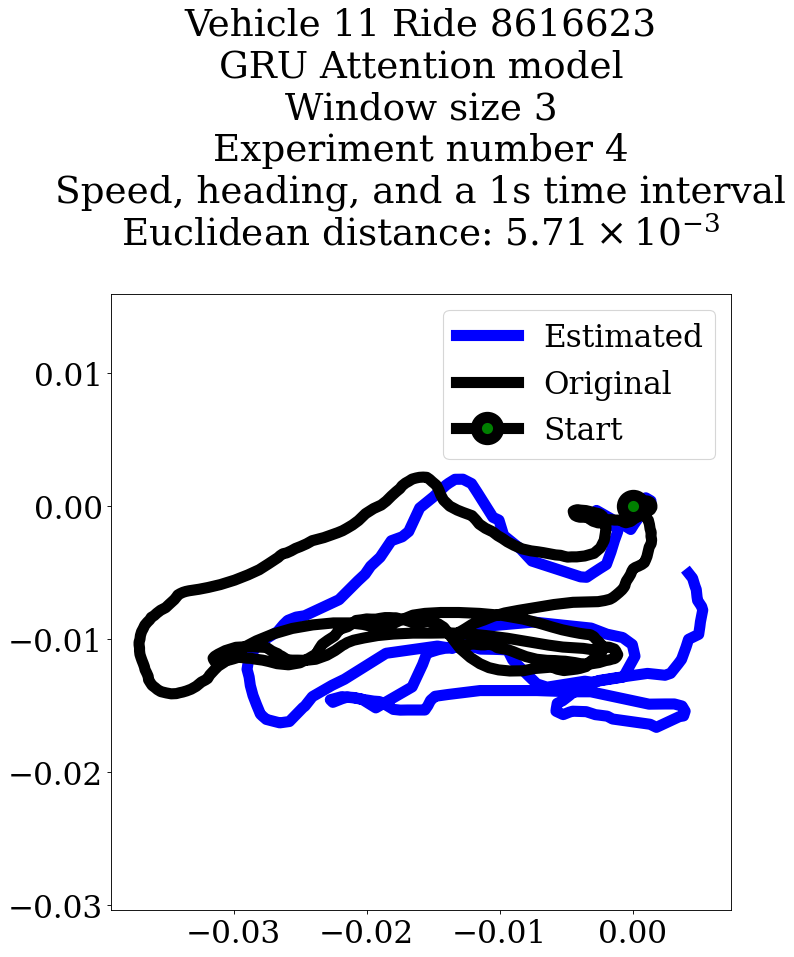 Vehicle 11 Ride 8616623
GRU Attention model
Window size 3
Experiment number 4
Speed, heading, and a 1s time interval
Euclidean distance: 5.71 × 10⁻³
Estimated
Original
Start
0.01
0.00
−0.01
−0.02
−0.03
−0.03 −0.02 −0.01 0.00